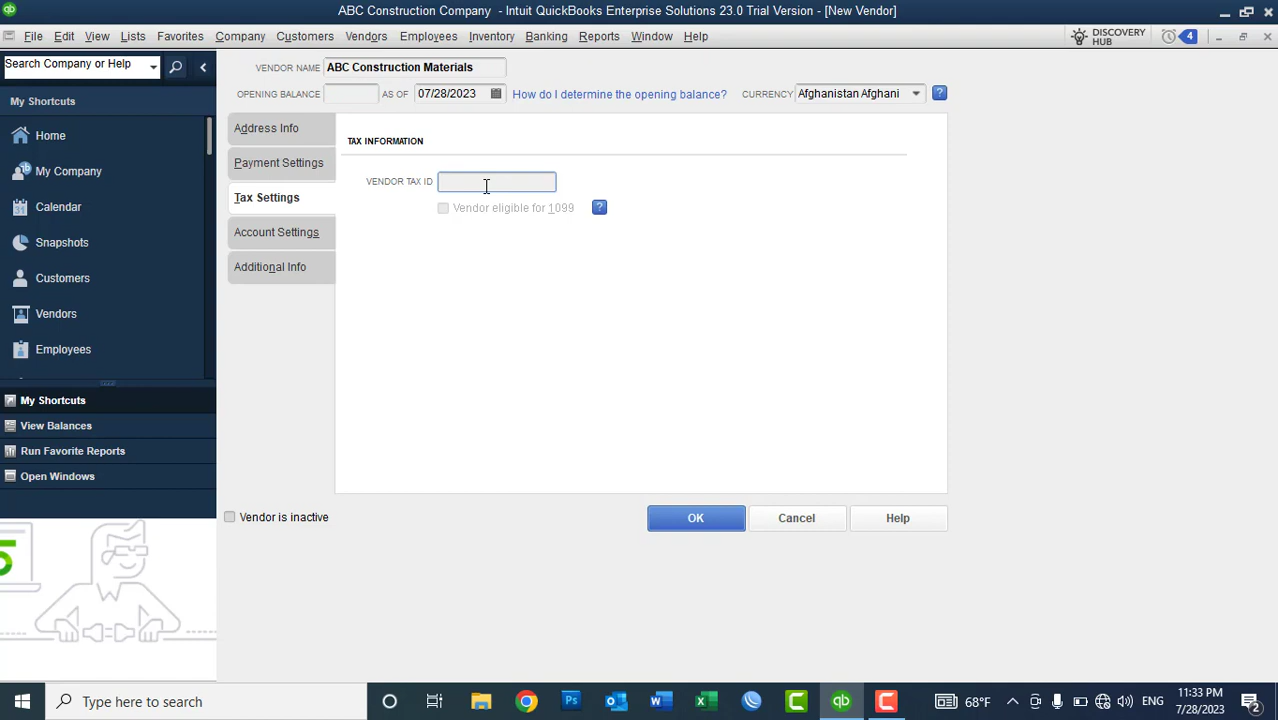 ABC Construction Company - Intuit QuickBooks Enterprise Solutions 23.0 Trial Version - [New Vendor]
File Edit View Lists Favorites Company Customers Vendors Employees Inventory Banking Reports Window Help
DISCOVERY HUB
4
Search Company or Help
My Shortcuts
Home
My Company
Calendar
Snapshots
Customers
Vendors
Employees
My Shortcuts
View Balances
Run Favorite Reports
Open Windows
VENDOR NAME ABC Construction Materials
OPENING BALANCE AS OF 07/28/2023 How do I determine the opening balance? CURRENCY Afghanistan Afghani ?
Address Info
Payment Settings
Tax Settings
Account Settings
Additional Info
TAX INFORMATION
VENDOR TAX ID
Vendor eligible for 1099 ?
Vendor is inactive
OK Cancel Help
Type here to search
68°F ENG
11:33 PM
7/28/2023
2